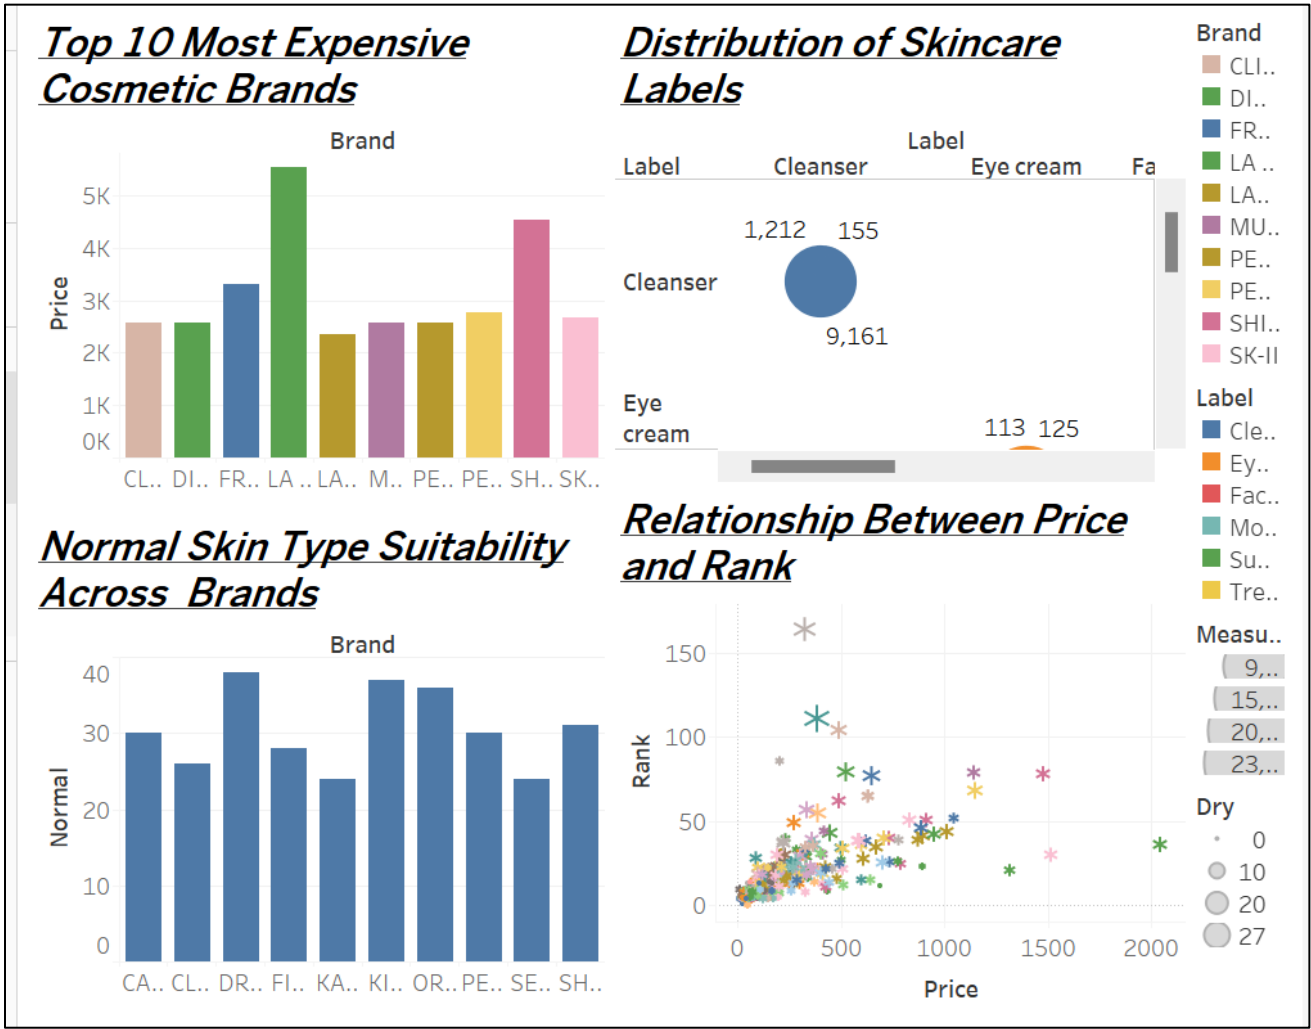 Top 10 Most Expensive
Cosmetic Brands
Brand
Price
5K
4K
3K
2K
1K
0K
CL.. DI.. FR.. LA .. LA.. M.. PE.. PE.. SH.. SK..
Distribution of Skincare
Labels
Label
Label Cleanser Eye cream Fa
1,212 155
Cleanser
9,161
Eye
cream
113 125
Normal Skin Type Suitability
Across Brands
Brand
Normal
40
30
20
10
0
CA.. CL.. DR.. FI.. KA.. KI.. OR.. PE.. SE.. SH..
Relationship Between Price
and Rank
Rank
150
100
50
0
0 500 1000 1500 2000
Price
Brand
CLI..
DI..
FR..
LA ..
LA..
MU..
PE..
PE..
SHI..
SK-II
Label
Cle..
Ey..
Fac..
Mo..
Su..
Tre..
Measu..
9,..
15,..
20,..
23,..
Dry
0
10
20
27